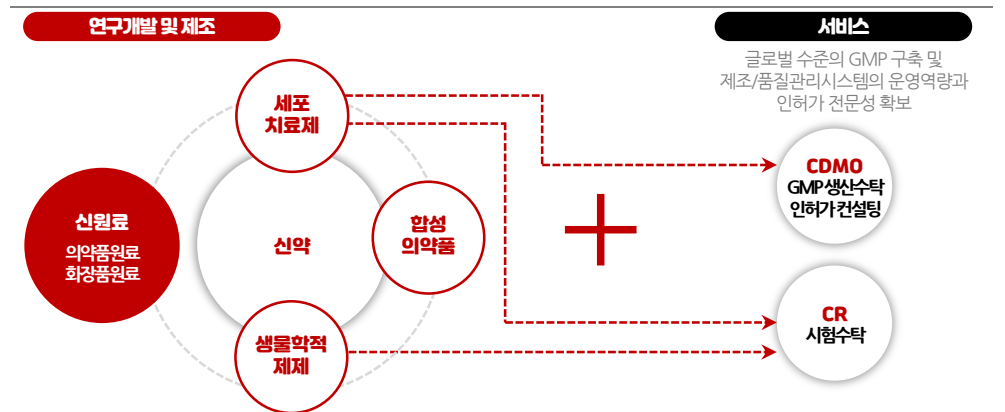 연구개발 및 제조
세포
치료제
신원료
의약품원료
화장품원료
신약
합성
의약품
생물학적
제제
서비스
글로벌 수준의 GMP 구축 및
제조/품질관리시스템의 운영역량과
인허가 전문성 확보
CDMO
GMP생산수탁
인허가 컨설팅
CR
시험수탁